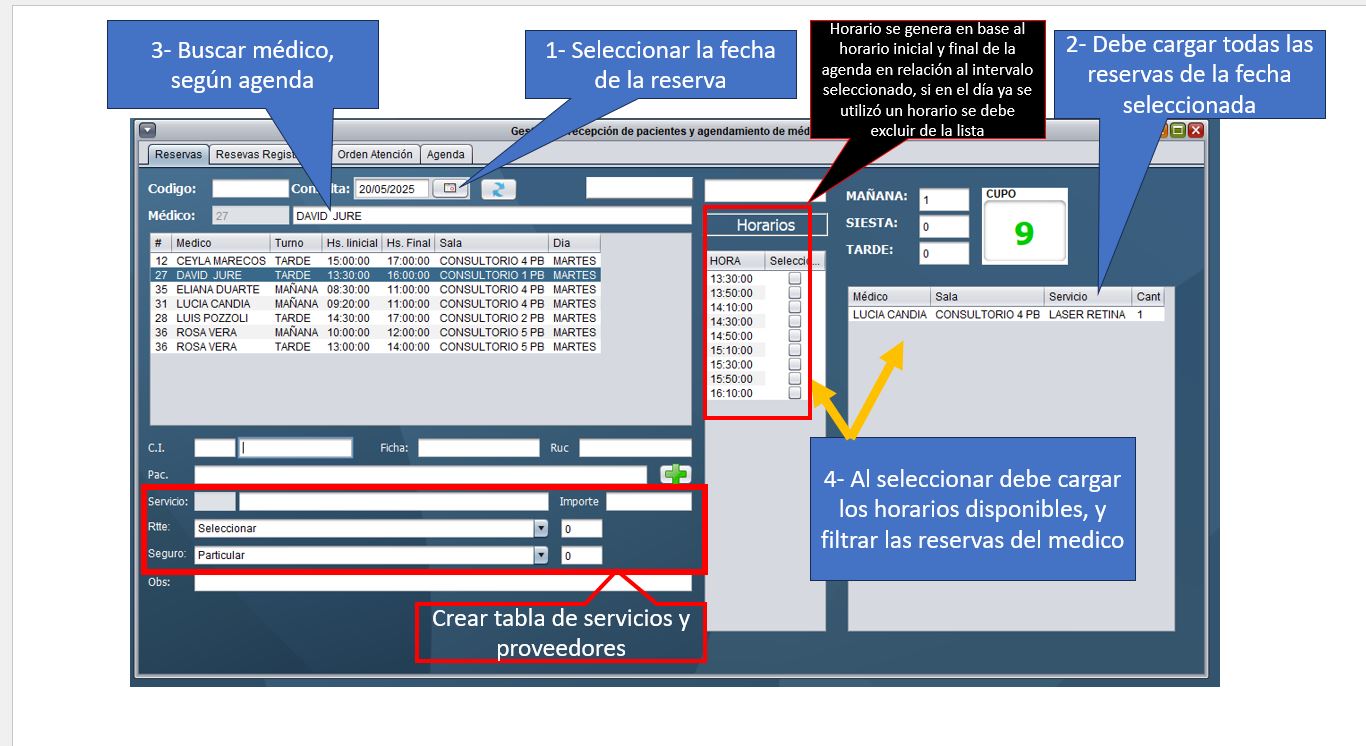 3- Buscar médico,
según agenda
1- Seleccionar la fecha
de la reserva
Horario se genera en base al
horario inicial y final de la
agenda en relación al intervalo
seleccionado, si en el día ya se
utilizó un horario se debe
excluir de la lista
2- Debe cargar todas las
reservas de la fecha
seleccionada
recepción de pacientes y agendamiento de
Reservas Resevas Orden Atención Agenda
Codigo: 20/05/2025
Médico: 27 DAVID JURE
# Medico Turno Hs. Iinicial Hs. Final Sala Dia
12 CEYLA MARECOS TARDE 15:00:00 17:00:00 CONSULTORIO 4 PB MARTES
27 DAVID JURE TARDE 13:30:00 16:00:00 CONSULTORIO 1 PB MARTES
35 ELIANA DUARTE MAÑANA 08:30:00 11:00:00 CONSULTORIO 4 PB MARTES
31 LUCIA CANDIA MAÑANA 09:20:00 11:00:00 CONSULTORIO 4 PB MARTES
28 LUIS POZZOLI TARDE 14:30:00 17:00:00 CONSULTORIO 2 PB MARTES
36 ROSA VERA MAÑANA 10:00:00 12:00:00 CONSULTORIO 5 PB MARTES
36 ROSA VERA TARDE 13:00:00 14:00:00 CONSULTORIO 5 PB MARTES
Horarios
HORA Seleccio...
13:30:00
13:50:00
14:10:00
14:30:00
14:50:00
15:10:00
15:30:00
15:50:00
16:10:00
MAÑANA: 1
SIESTA: 0
TARDE: 0
CUPO
9
Médico Sala Servicio Cant
LUCIA CANDIA CONSULTORIO 4 PB LASER RETINA 1
C.I. Ficha: Ruc
Pac.
Servicio: Importe
Rtte: Seleccionar 0
Seguro: Particular 0
Obs:
4- Al seleccionar debe cargar
los horarios disponibles, y
filtrar las reservas del medico
Crear tabla de servicios y
proveedores